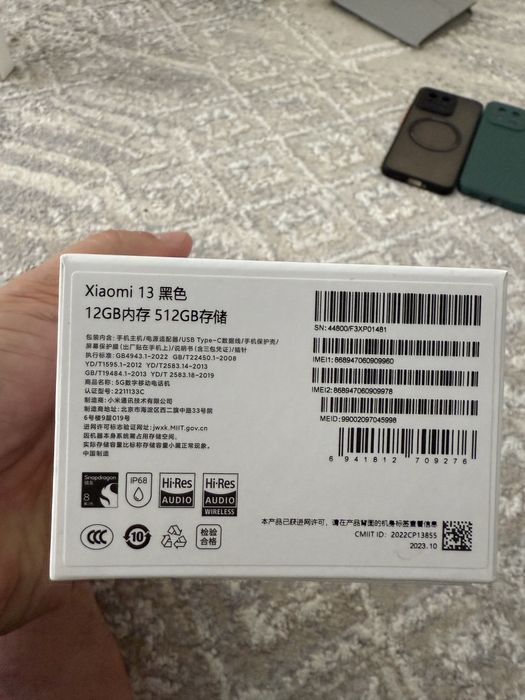 Xiaomi 13 黑色
12GB内存 512GB存储
包装内含: 手机主机/电源适配器/USB Type-C数据线/手机保护壳/
屏幕保护膜(出厂贴在手机上)/说明书(含三包凭证)/插针
执行标准: GB4943.1-2022 GB/T22450.1-2008
YD/T1595.1-2012 YD/T2583.14-2013
GB/T19484.1-2013 YD/T 2583.18-2019
商品名称: 5G数字移动电话机
认证型号: 2211133C
制造商: 小米通讯技术有限公司
制造商地址: 北京市海淀区西二旗中路33号院
6号楼9层019号
进网许可标志验证网址: jwxk.MIIT.gov.cn
因机器本身系统需占用存储空间,
实际存储容量比标称存储容量小属正常现象。
中国制造
SN: 44800/F3XP01481
IMEI1: 868947060909960
IMEI2: 868947060909978
MEID: 99002097045998
6 941812 709276
Snapdragon
骁龙
8
IP68
Hi-Res
AUDIO
Hi-Res
AUDIO
WIRELESS
CCC
10
检验
合格
本产品已获进网许可, 请在产品背面的机身标签查看信息
CMIIT ID: 2022CP13855
2023.10